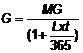 G = MG / (1 + Lxt / 365)